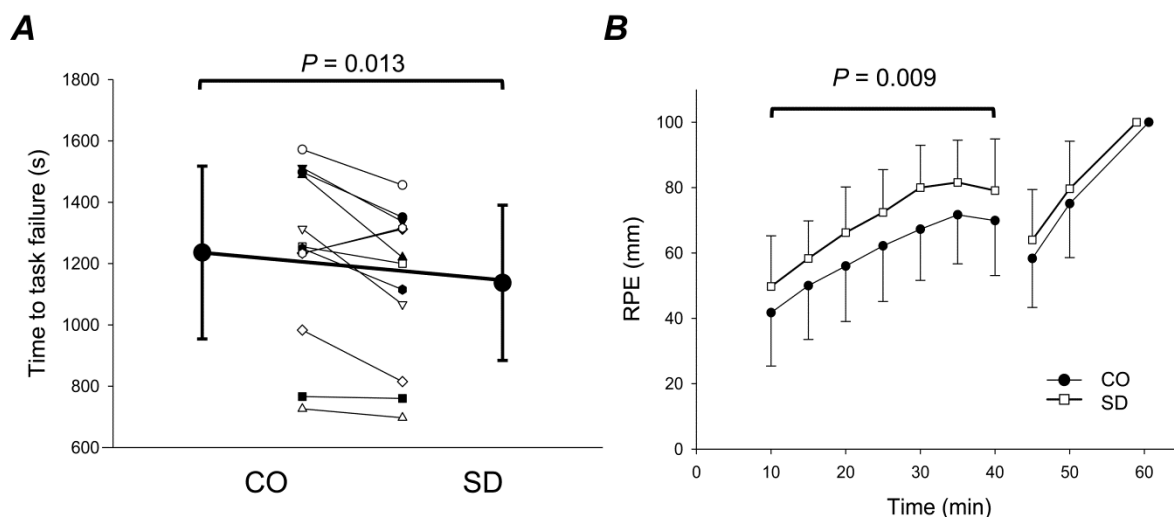 A
P = 0.013
1800
1600
1400
1200
1000
800
600
Time to task failure (s)
CO
SD
B
P = 0.009
100
80
60
40
20
0
RPE (mm)
CO
SD
0
10
20
30
40
50
60
Time (min)